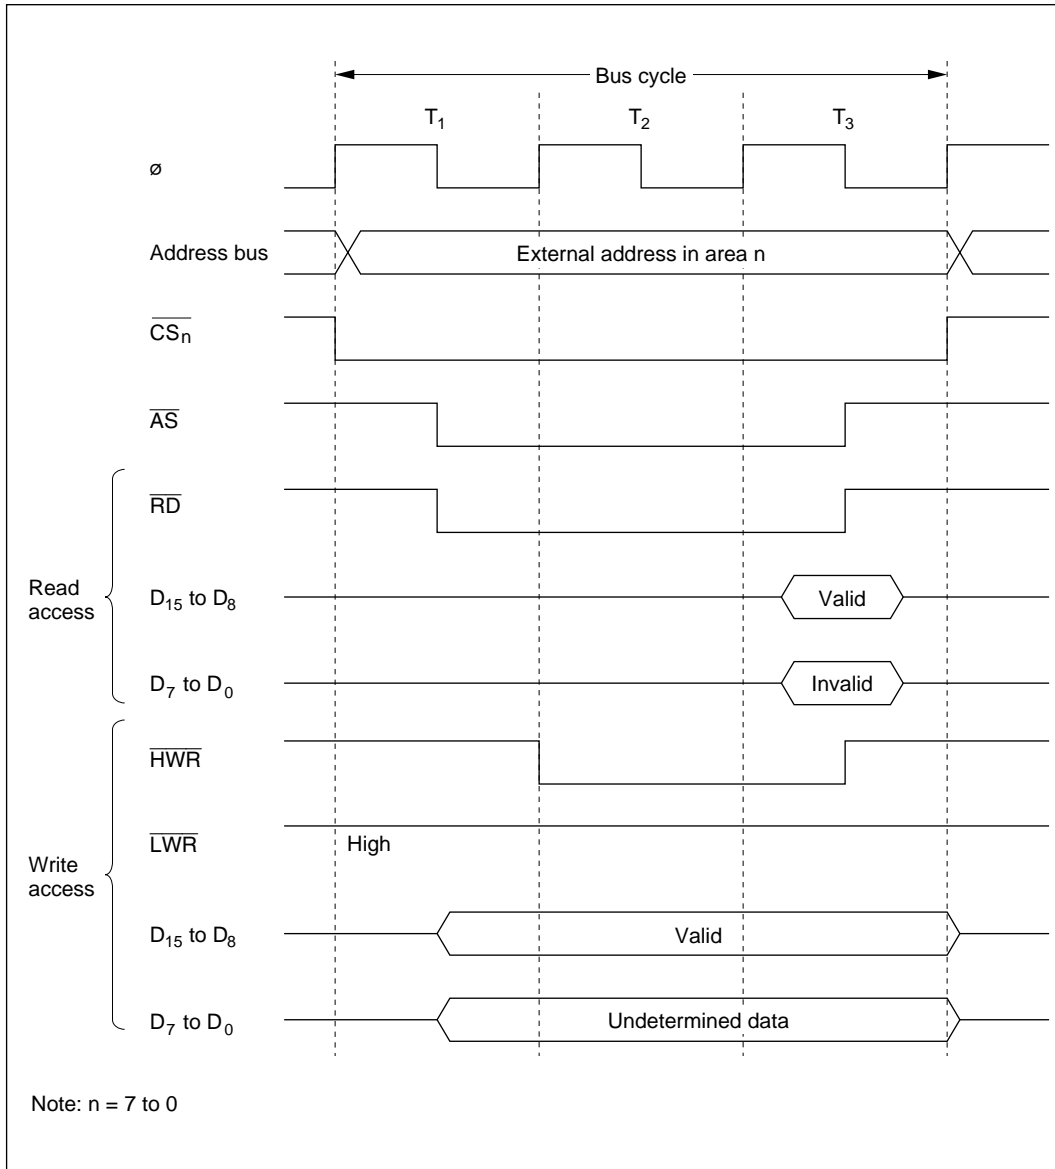 Bus cycle
T1 T2 T3
ø
Address bus External address in area n
CSn
AS
RD
Read
access
D15 to D8 Valid
D7 to D0 Invalid
HWR
LWR High
Write
access
D15 to D8 Valid
D7 to D0 Undetermined data
Note: n = 7 to 0